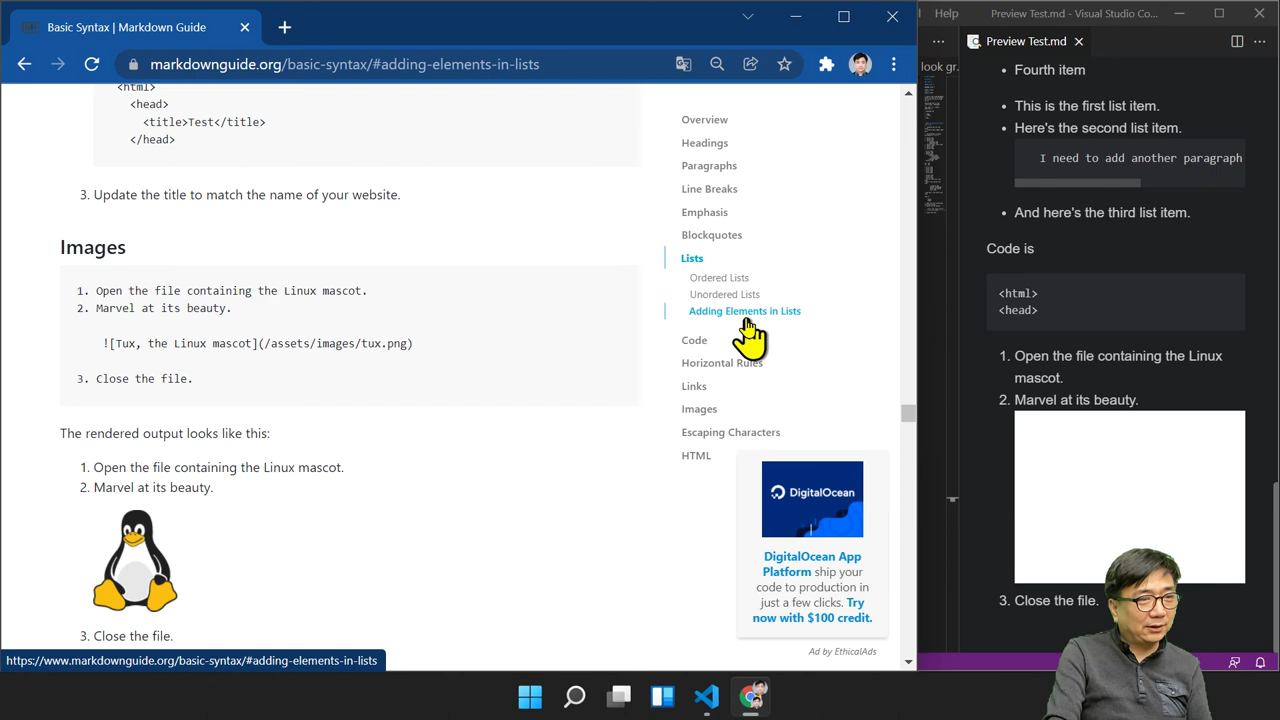 Basic Syntax | Markdown Guide
markdownguide.org/basic-syntax/#adding-elements-in-lists
<html>
<head>
<title>Test</title>
</head>
3. Update the title to match the name of your website.
Images
1. Open the file containing the Linux mascot.
2. Marvel at its beauty.
![Tux, the Linux mascot](/assets/images/tux.png)
3. Close the file.
The rendered output looks like this:
1. Open the file containing the Linux mascot.
2. Marvel at its beauty.
3. Close the file.
https://www.markdownguide.org/basic-syntax/#adding-elements-in-lists
Overview
Headings
Paragraphs
Line Breaks
Emphasis
Blockquotes
Lists
Ordered Lists
Unordered Lists
Adding Elements in Lists
Code
Horizontal Rules
Links
Images
Escaping Characters
HTML
DigitalOcean
DigitalOcean App
Platform ship your
code to production in
just a few clicks. Try
now with $100 credit.
Ad by EthicalAds
Help
Preview Test.md - Visual Studio Co...
Preview Test.md
look gr.
• Fourth item
• This is the first list item.
• Here's the second list item.
I need to add another paragraph
• And here's the third list item.
Code is
<html>
<head>
1. Open the file containing the Linux
mascot.
2. Marvel at its beauty.
3. Close the file.